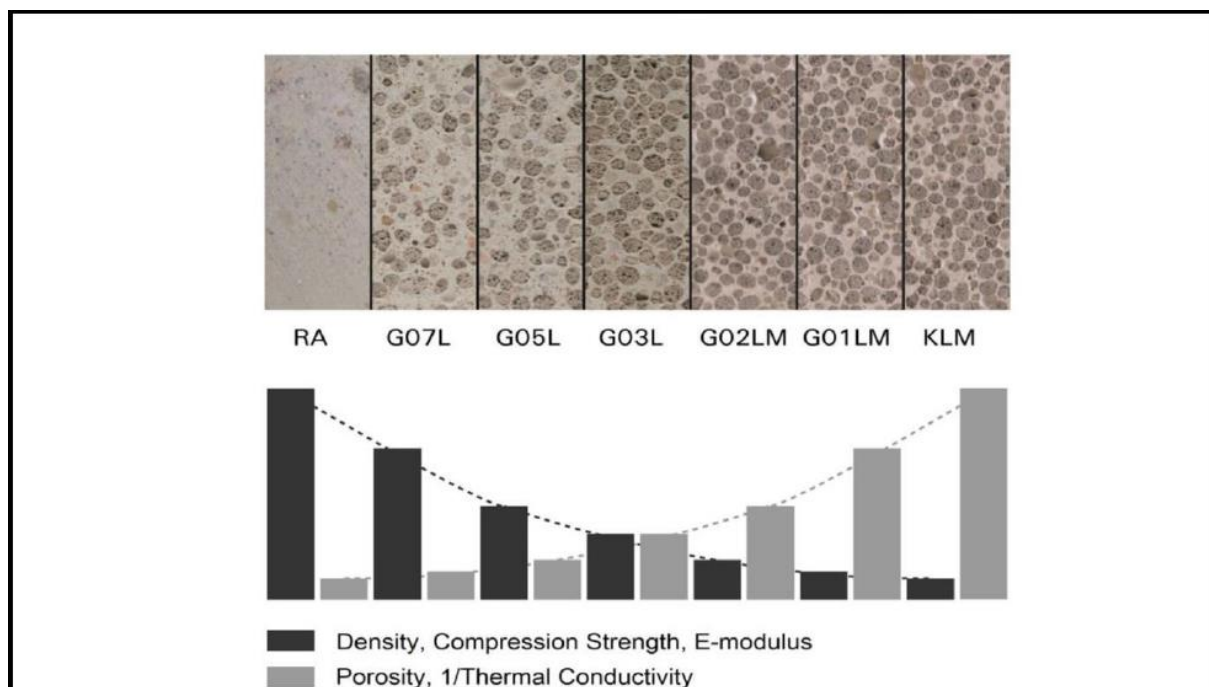 RA G07L G05L G03L G02LM G01LM KLM
Density, Compression Strength, E-modulus
Porosity, 1/Thermal Conductivity